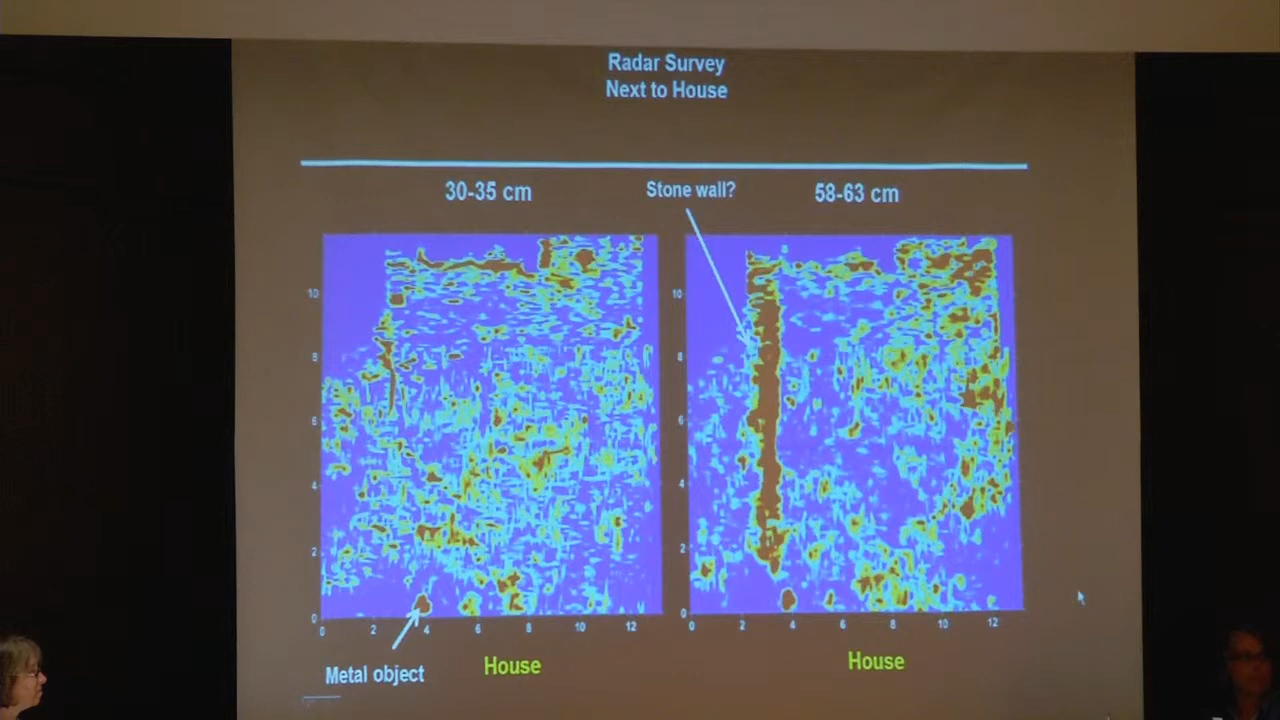 Radar Survey
Next to House
30-35 cm
Stone wall?
58-63 cm
10
8
6
4
2
0
0 2 4 6 8 10 12
10
8
6
4
2
0
0 2 4 6 8 10 12
Metal object
House
House